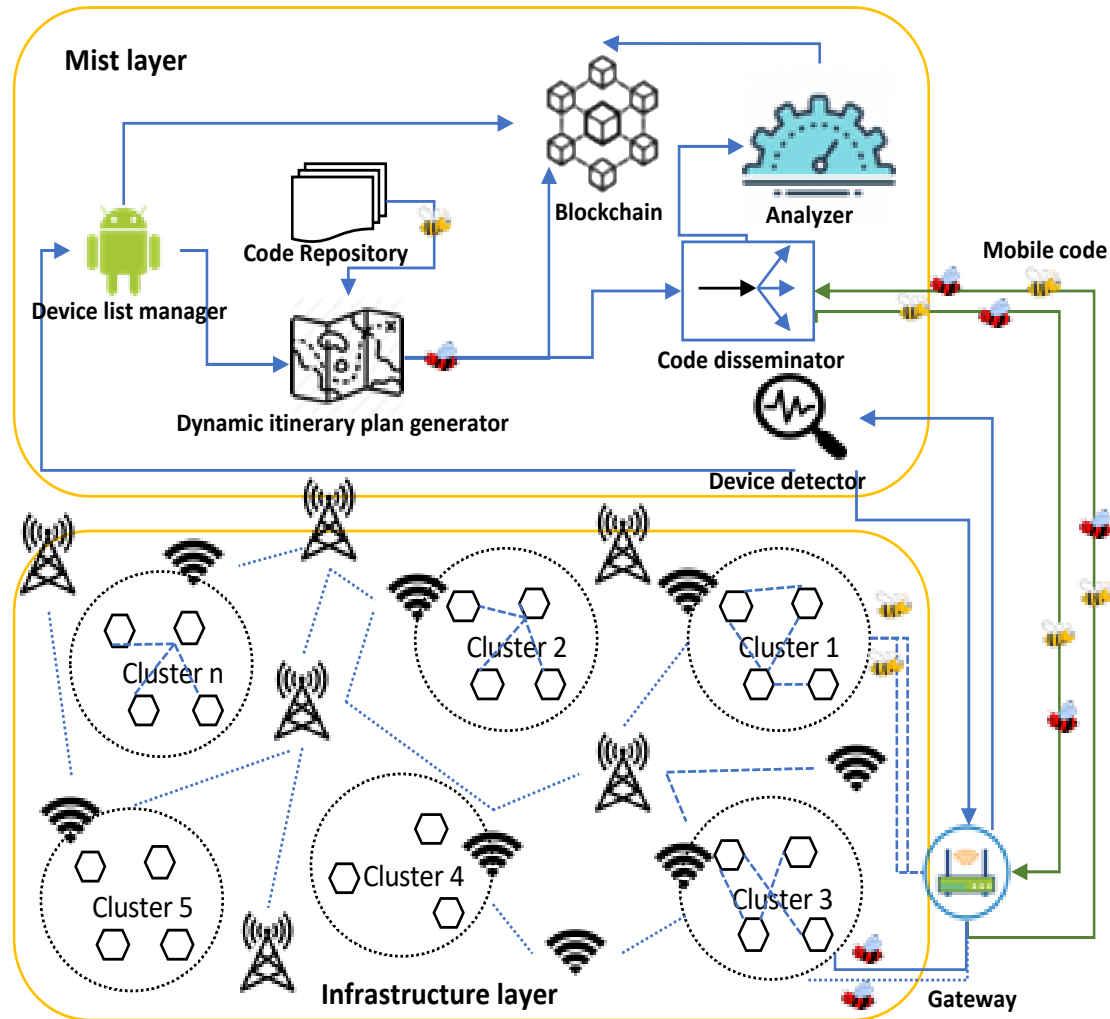 Mist layer
Blockchain
Analyzer
Code Repository
Mobile code
Device list manager
Code disseminator
Dynamic itinerary plan generator
Device detector
Cluster n
Cluster 2
Cluster 1
Cluster 5
Cluster 4
Cluster 3
Infrastructure layer
Gateway